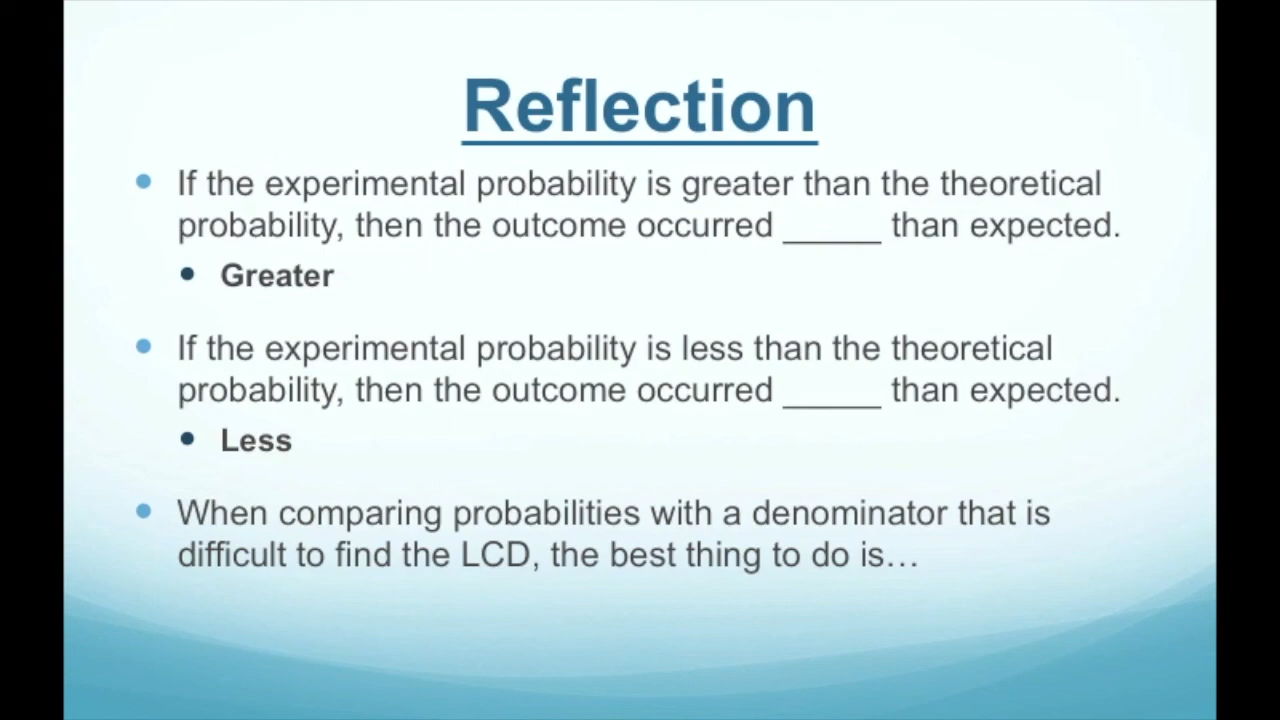 Reflection
• If the experimental probability is greater than the theoretical
probability, then the outcome occurred _____ than expected.
• Greater
• If the experimental probability is less than the theoretical
probability, then the outcome occurred _____ than expected.
• Less
• When comparing probabilities with a denominator that is
difficult to find the LCD, the best thing to do is…